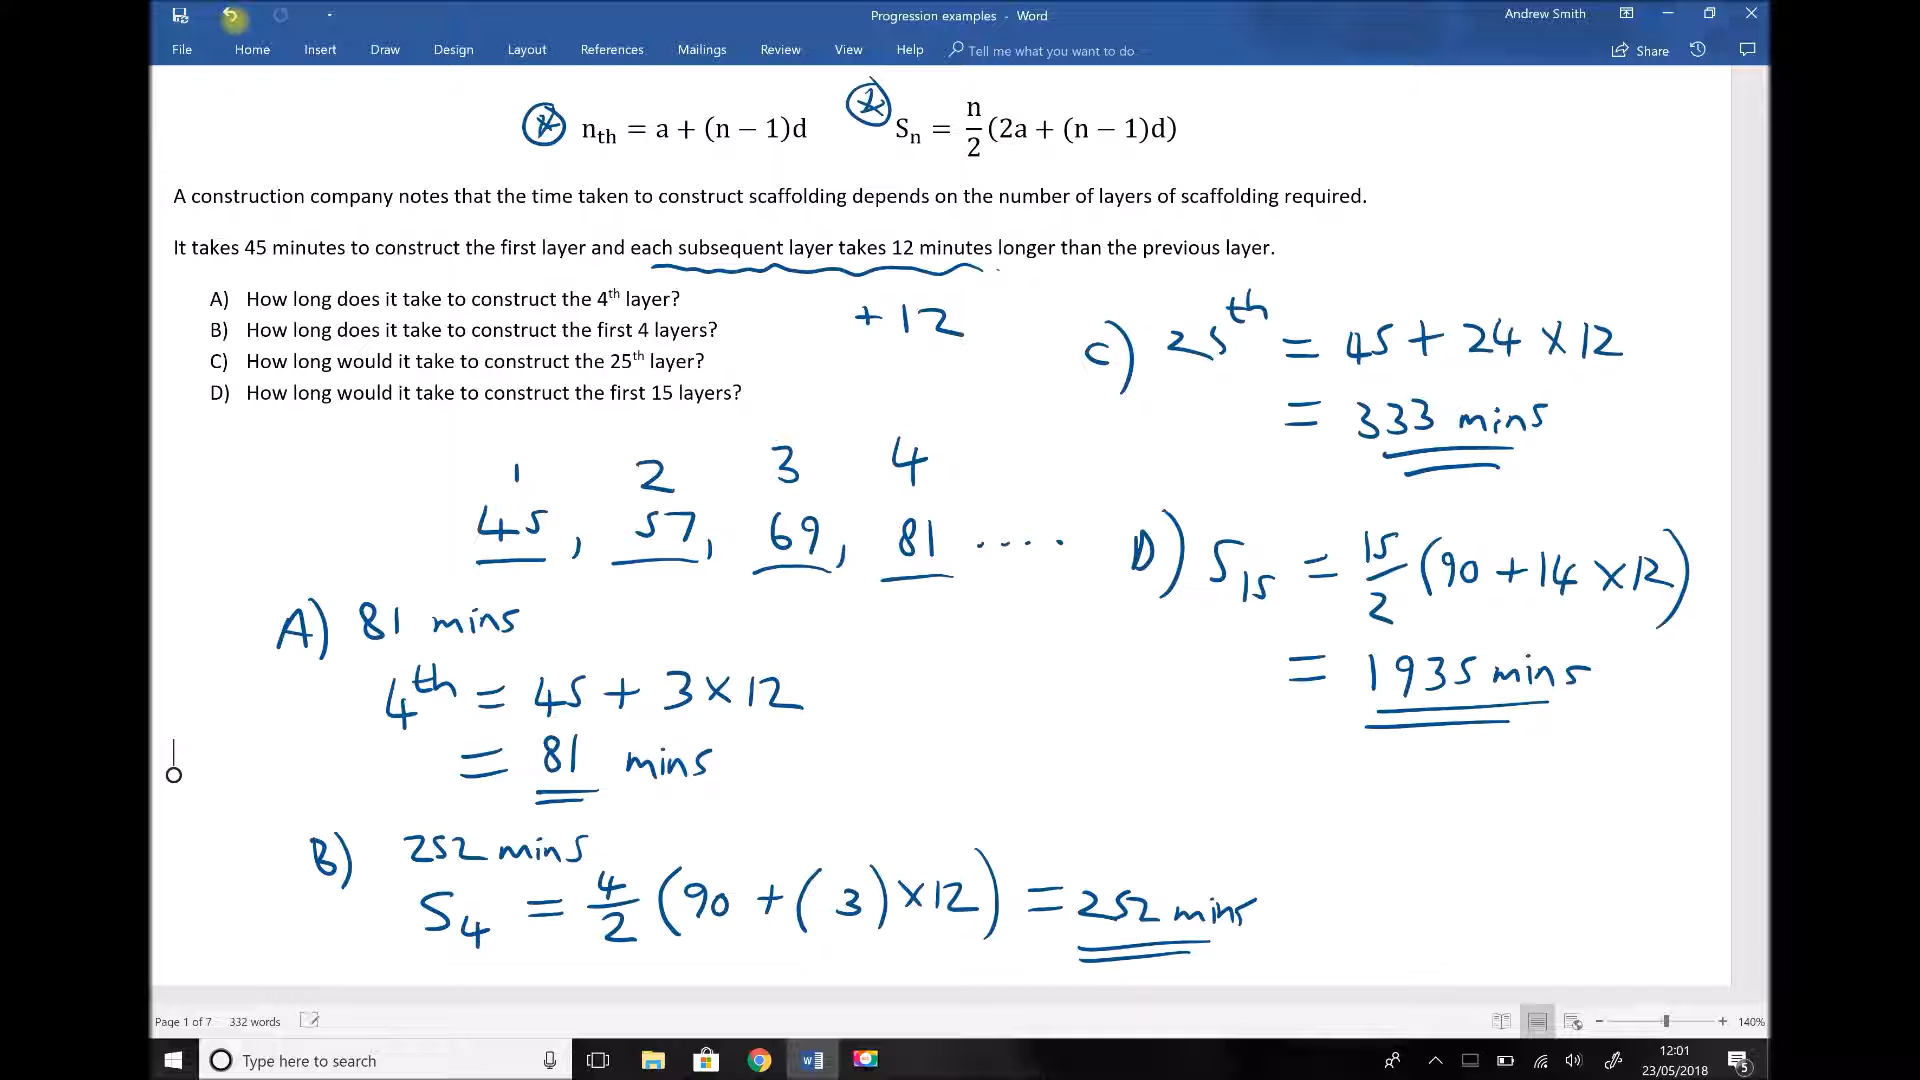 Progression examples - Word
Andrew Smith
File Home Insert Draw Design Layout References Mailings Review View Help Tell me what you want to do
Share
nth = a + (n − 1)d
Sn = n/2 (2a + (n − 1)d)
A construction company notes that the time taken to construct scaffolding depends on the number of layers of scaffolding required.
It takes 45 minutes to construct the first layer and each subsequent layer takes 12 minutes longer than the previous layer.
A) How long does it take to construct the 4th layer?
B) How long does it take to construct the first 4 layers?
C) How long would it take to construct the 25th layer?
D) How long would it take to construct the first 15 layers?
+ 12
1 2 3 4
45, 57, 69, 81 ....
A) 81 mins
4th = 45 + 3 × 12
= 81 mins
B) 252 mins
S4 = 4/2 (90 + ( 3 ) × 12) = 252 mins
C) 25th = 45 + 24 × 12
= 333 mins
D) S15 = 15/2 (90 + 14 × 12)
= 1935 mins
Page 1 of 7 332 words
140%
Type here to search
12:01
23/05/2018
5